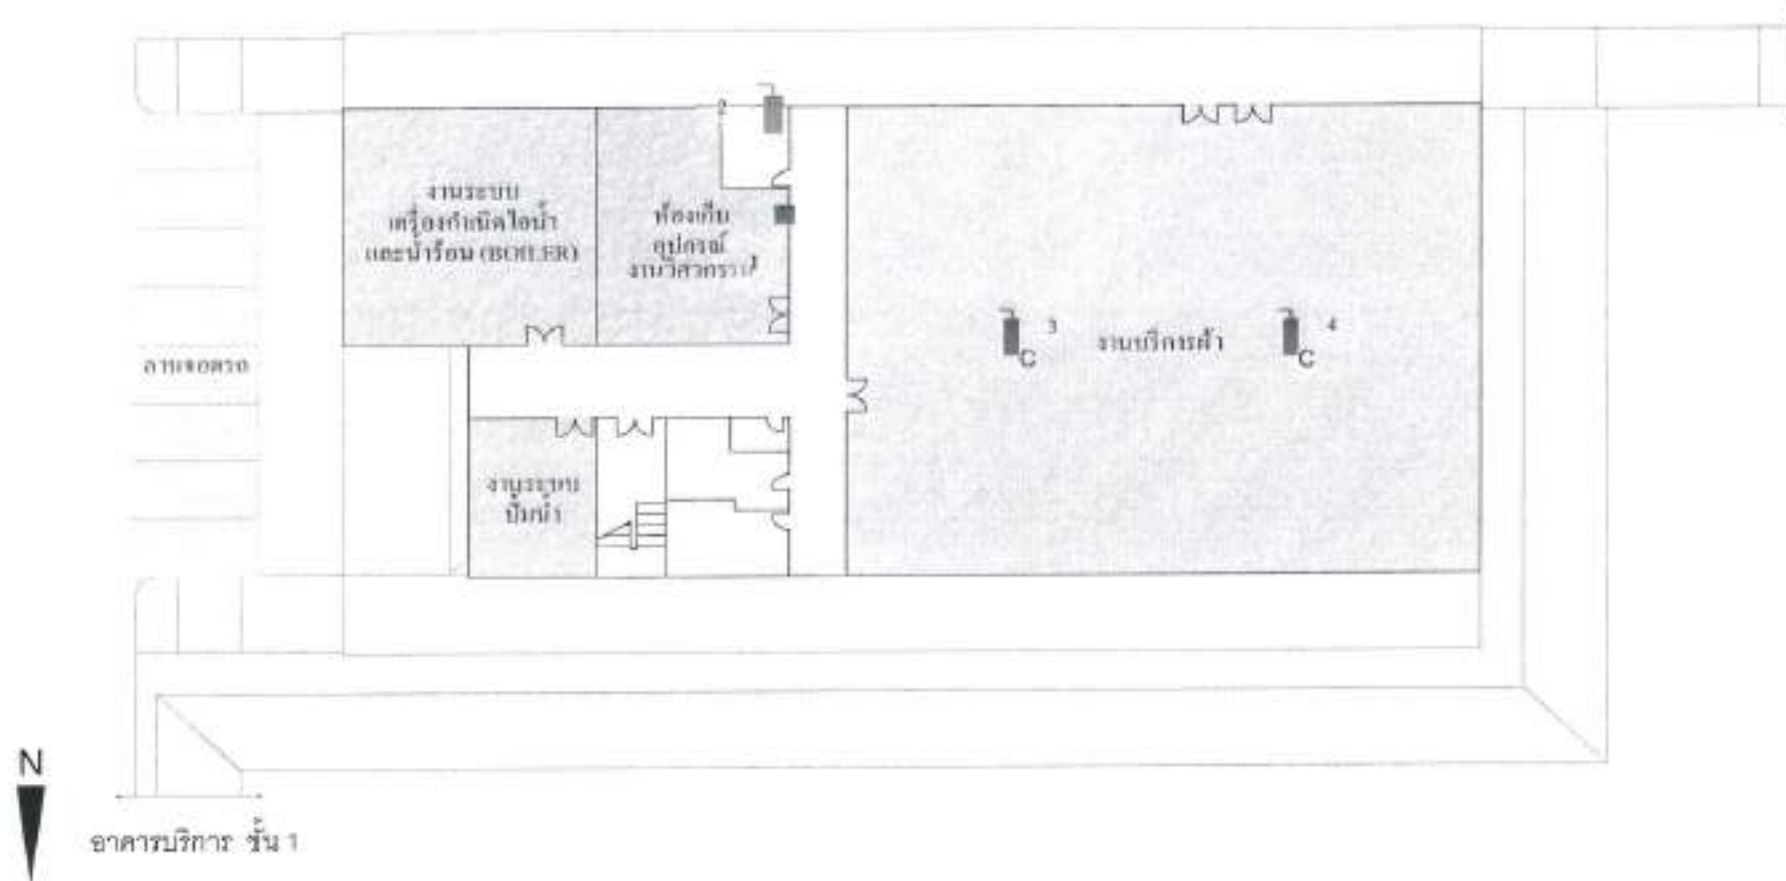 2
งานระบบ
เครื่องกำเนิดไอน้ำ
และน้ำร้อน (BOILER)
ห้องเก็บ
อุปกรณ์
งานวิศวกรรม
1
3
C
งานบริการผ้า
4
C
ลานจอดรถ
งานระบบ
ปั๊มน้ำ
N
อาคารบริการ ชั้น 1